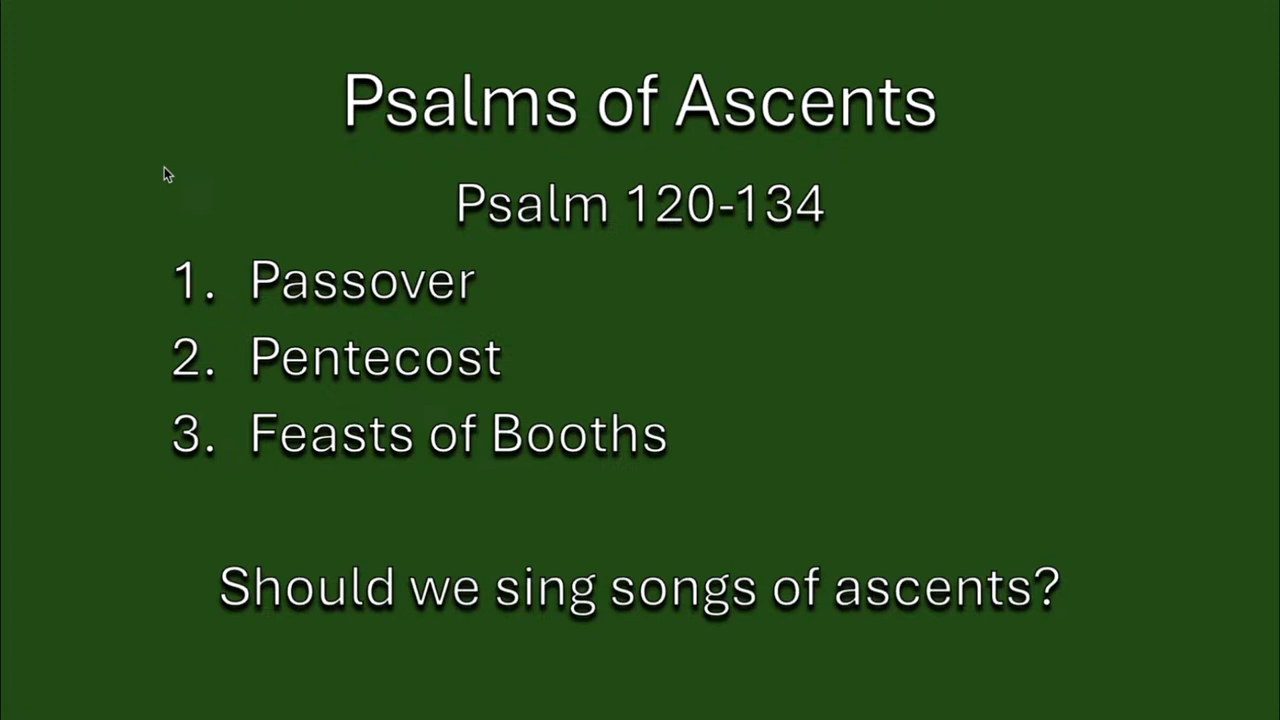 Psalms of Ascents
Psalm 120-134
1. Passover
2. Pentecost
3. Feasts of Booths
Should we sing songs of ascents?